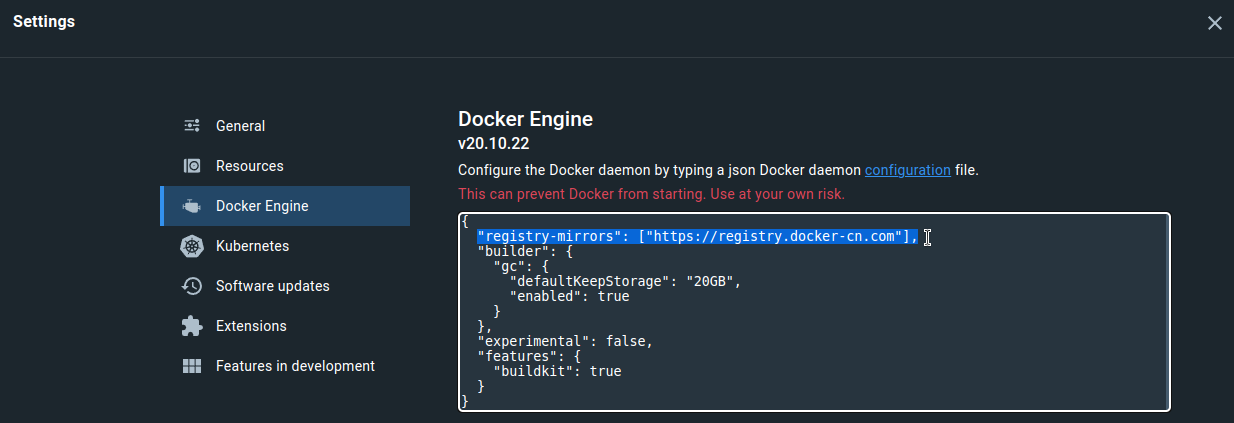 Settings
General
Resources
Docker Engine
Kubernetes
Software updates
Extensions
Features in development
Docker Engine
v20.10.22
Configure the Docker daemon by typing a json Docker daemon configuration file.
This can prevent Docker from starting. Use at your own risk.
{
  "registry-mirrors": ["https://registry.docker-cn.com"],
  "builder": {
    "gc": {
      "defaultKeepStorage": "20GB",
      "enabled": true
    }
  },
  "experimental": false,
  "features": {
    "buildkit": true
  }
}